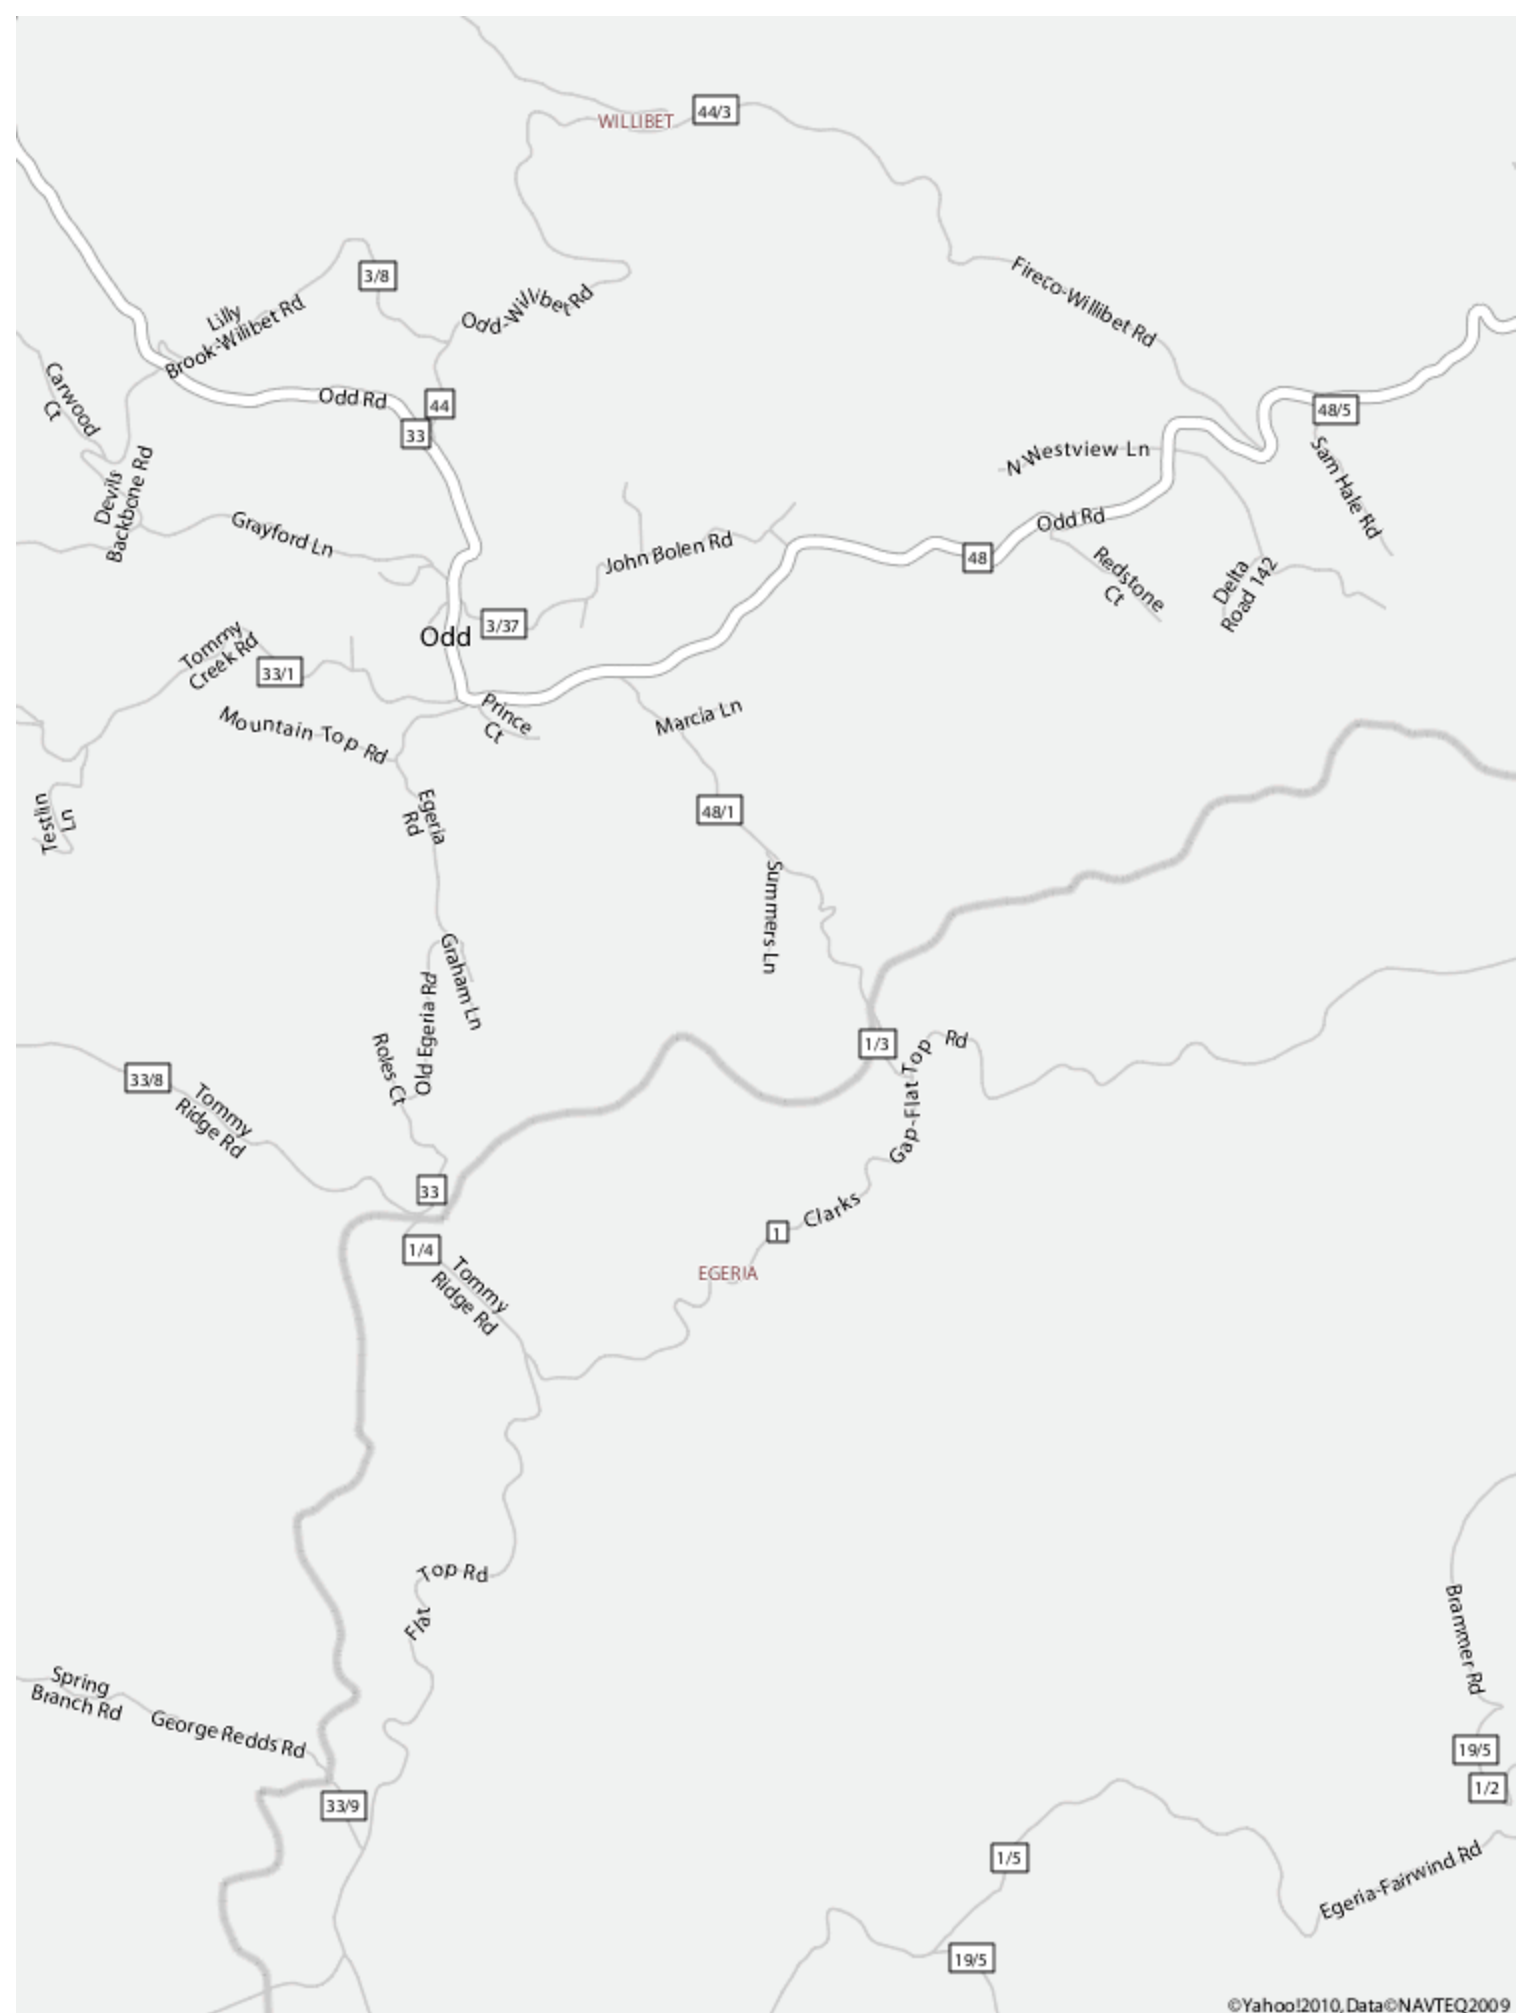 44/3
WILLIBET
Fireco-Willibet Rd
3/8
Odd-Willibet Rd
Lilly
Brook-Wilibet Rd
Carwood
Ct
Odd Rd
44
33
48/5
Sam Hale Rd
N Westview Ln
Devils
Backbone Rd
Grayford Ln
John Bolen Rd
Odd Rd
48
Redstone
Ct
Delta
Road 142
3/37
Odd
Tommy
Creek Rd
33/1
Prince
Ct
Mountain Top Rd
Marcia Ln
Testlin
Ln
Egeria
Rd
48/1
Summers Ln
Graham Ln
Old Egeria Rd
Roles Ct
1/3
Clarks
Gap-Flat Top Rd
33/8
Tommy
Ridge Rd
33
1/4
Tommy
Ridge Rd
1
EGERIA
Flat
Top Rd
Brammer Rd
Spring
Branch Rd
George Redds Rd
33/9
19/5
1/2
1/5
Egeria-Fairwind Rd
19/5
©Yahoo!2010,Data©NAVTEQ2009